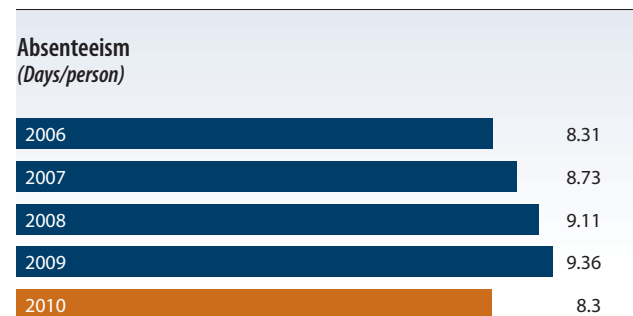 Absenteeism
(Days/person)
2006 8.31
2007 8.73
2008 9.11
2009 9.36
2010 8.3